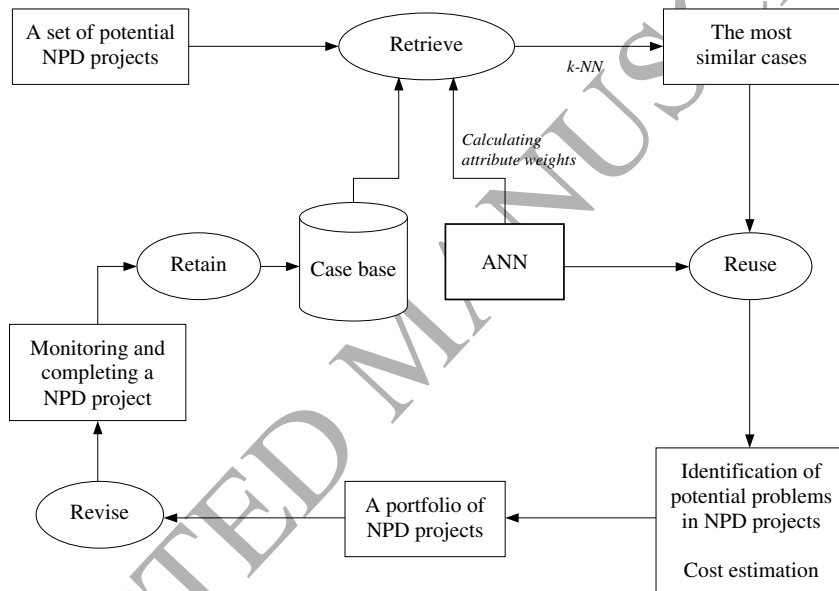 A set of potential
NPD projects
Retrieve
k-NN
The most
similar cases
Calculating
attribute weights
Retain
Case base
ANN
Reuse
Monitoring and
completing a
NPD project
Revise
A portfolio of
NPD projects
Identification of
potential problems
in NPD projects
Cost estimation
TED MANUS